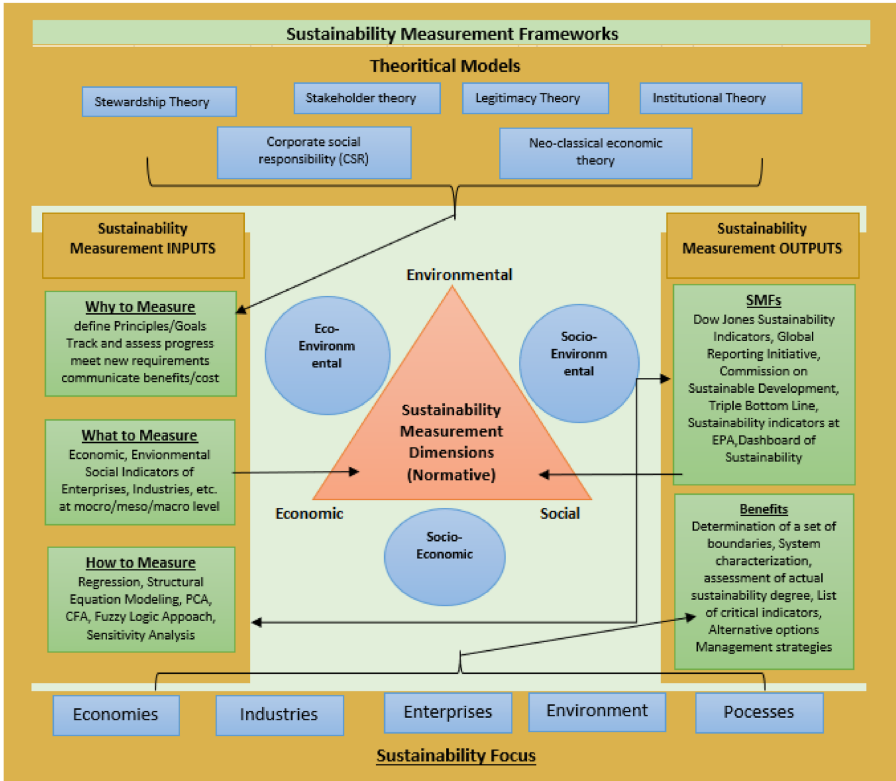 Sustainability Measurement Frameworks
Theoritical Models
Stewardship Theory
Stakeholder theory
Legitimacy Theory
Institutional Theory
Corporate social
responsibility (CSR)
Neo-classical economic
theory
Sustainability
Measurement INPUTS
Why to Measure
define Principles/Goals
Track and assess progress
meet new requirements
communicate benefits/cost
What to Measure
Economic, Envionmental
Social Indicators of
Enterprises, Industries, etc.
at mocro/meso/macro level
How to Measure
Regression, Structural
Equation Modeling, PCA,
CFA, Fuzzy Logic Appoach,
Sensitivity Analysis
Environmental
Eco-
Environm
ental
Socio-
Environm
ental
Sustainability
Measurement
Dimensions
(Normative)
Economic
Social
Socio-
Economic
Sustainability
Measurement OUTPUTS
SMFs
Dow Jones Sustainability
Indicators, Global
Reporting Initiative,
Commission on
Sustainable Development,
Triple Bottom Line,
Sustainability indicators at
EPA,Dashboard of
Sustainability
Benefits
Determination of a set of
boundaries, System
characterization,
assessment of actual
sustainability degree, List
of critical indicators,
Alternative options
Management strategies
Economies
Industries
Enterprises
Environment
Pocesses
Sustainability Focus